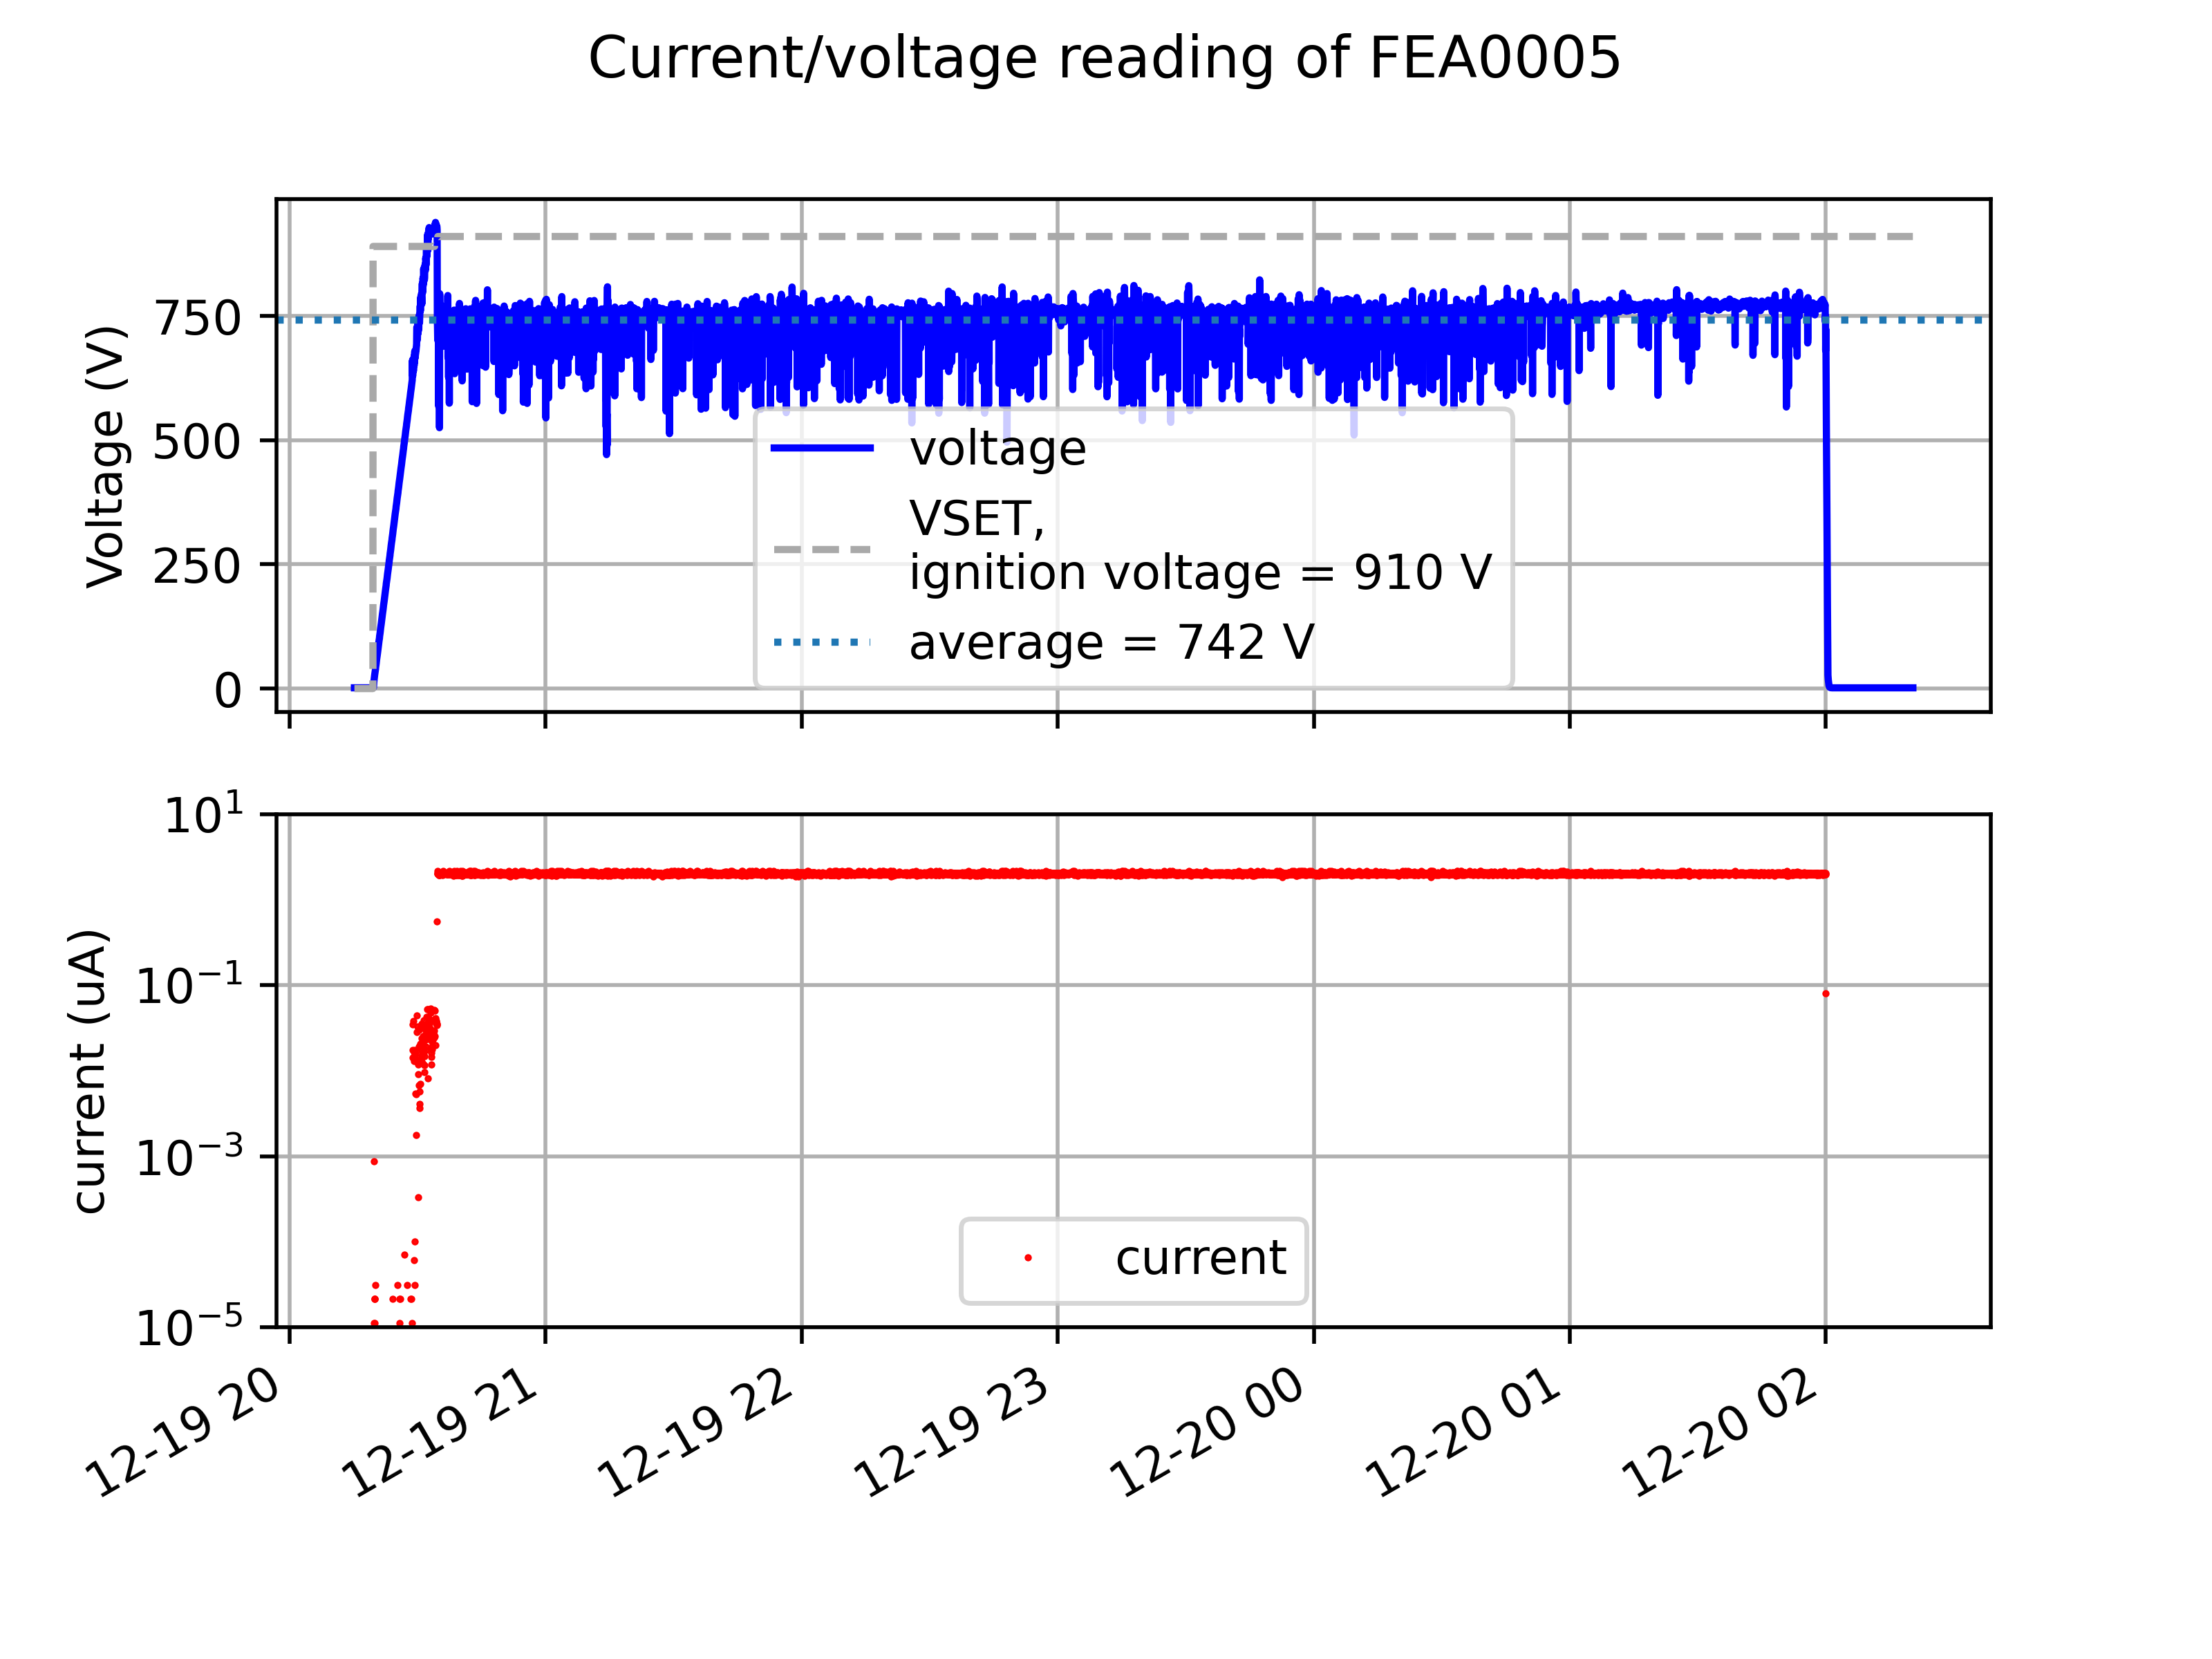 Current/voltage reading of FEA0005
Voltage (V)
750
500
250
0
voltage
VSET,
ignition voltage = 910 V
average = 742 V
current (uA)
10¹
10⁻¹
10⁻³
10⁻⁵
current
12-19 20
12-19 21
12-19 22
12-19 23
12-20 00
12-20 01
12-20 02